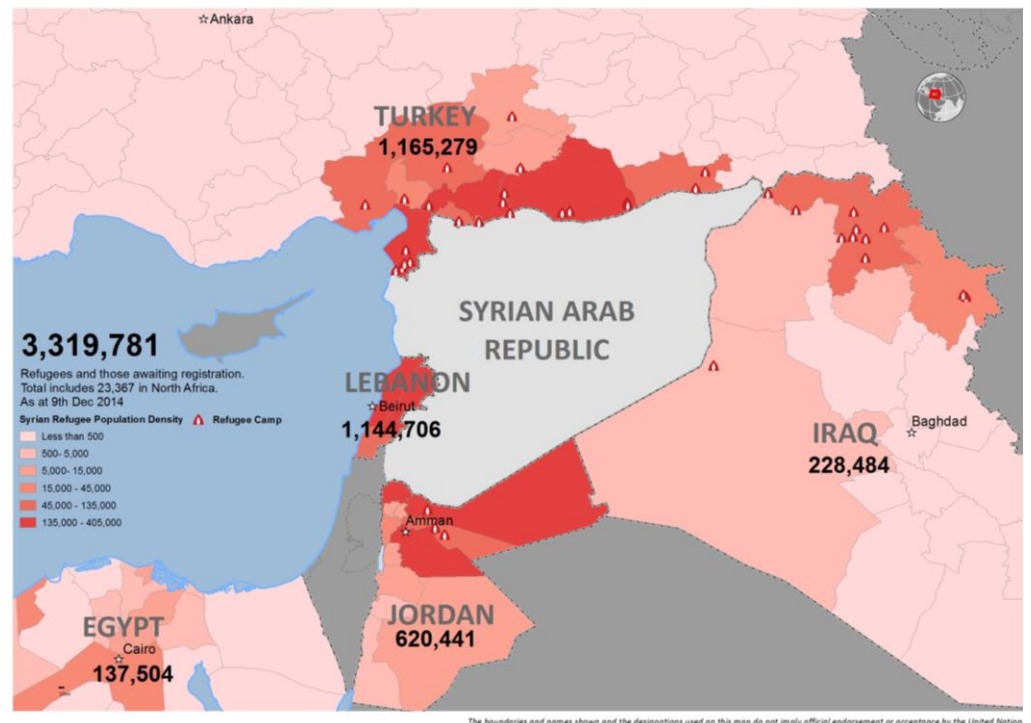 Ankara
TURKEY
1,165,279
SYRIAN ARAB
REPUBLIC
3,319,781
Refugees and those awaiting registration.
Total includes 23,367 in North Africa.
As at 9th Dec 2014
Syrian Refugee Population Density Refugee Camp
Less than 500
500- 5,000
5,000- 15,000
15,000 - 45,000
45,000 - 135,000
135,000 - 405,000
LEBANON
Beirut
1,144,706
Baghdad
IRAQ
228,484
Amman
JORDAN
620,441
EGYPT
Cairo
137,504
The boundaries and names shown and the designations used on this map do not imply official endorsement or acceptance by the United Nation